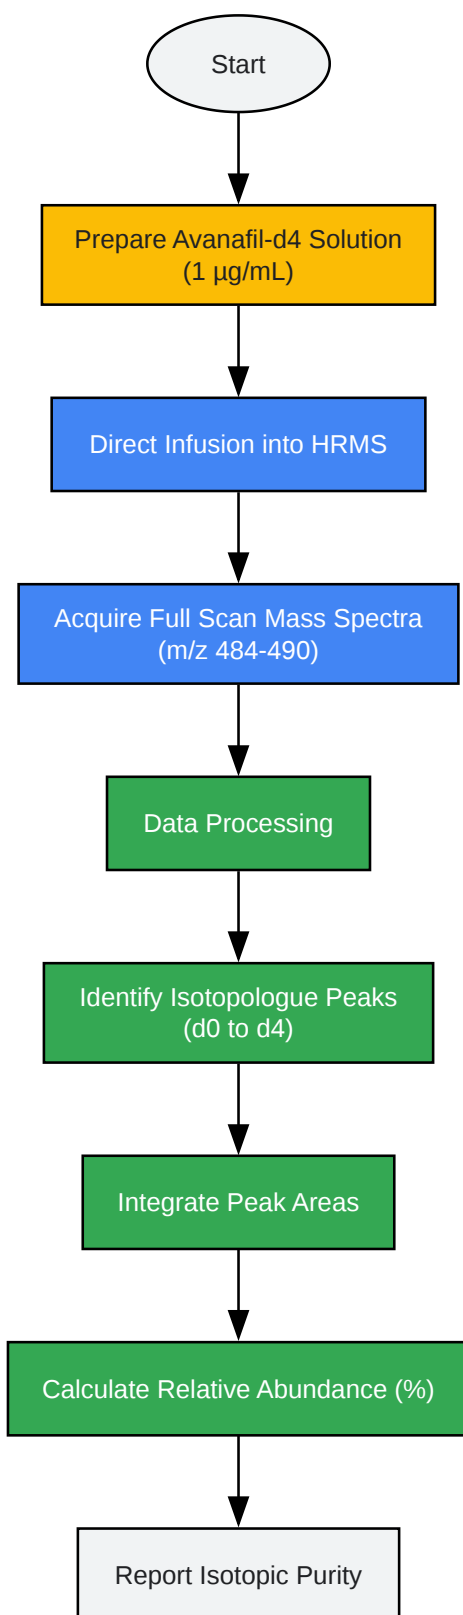 Start
Prepare Avanafil-d4 Solution
(1 µg/mL)
Direct Infusion into HRMS
Acquire Full Scan Mass Spectra
(m/z 484-490)
Data Processing
Identify Isotopologue Peaks
(d0 to d4)
Integrate Peak Areas
Calculate Relative Abundance (%)
Report Isotopic Purity